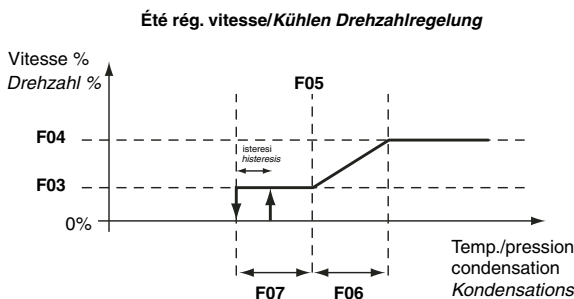 Été rég. vitesse/Kühlen Drehzahlregelung
Vitesse %
Drehzahl %
F05
F04
isteresi
histeresis
F03
0%
Temp./pression
condensation
Kondensations
F07
F06